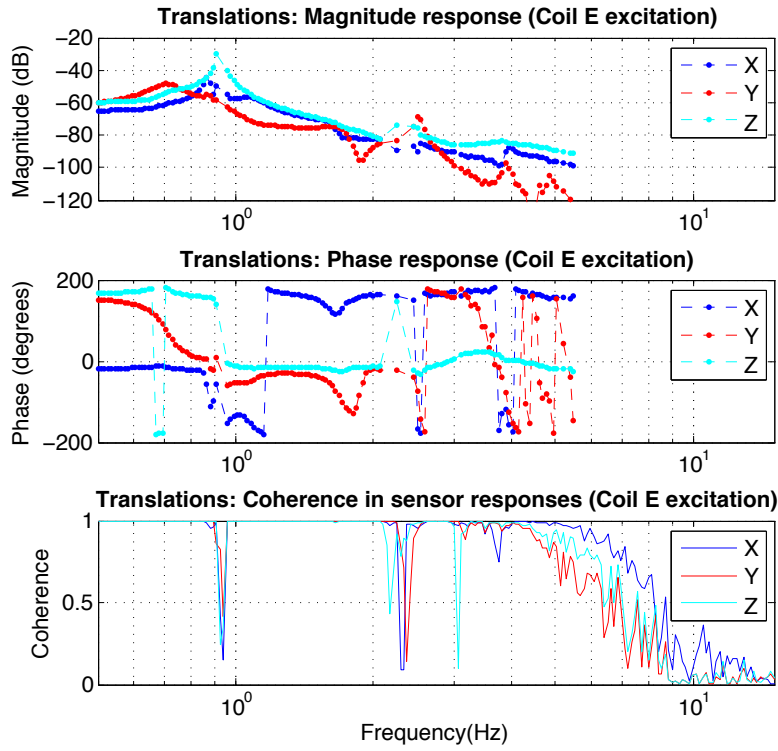 Translations: Magnitude response (Coil E excitation)
Magnitude (dB)
−20
−40
−60
−80
−100
−120
X
Y
Z
10^0
10^1
Translations: Phase response (Coil E excitation)
Phase (degrees)
200
0
−200
X
Y
Z
10^0
10^1
Translations: Coherence in sensor responses (Coil E excitation)
Coherence
1
0.5
0
X
Y
Z
10^0
10^1
Frequency(Hz)